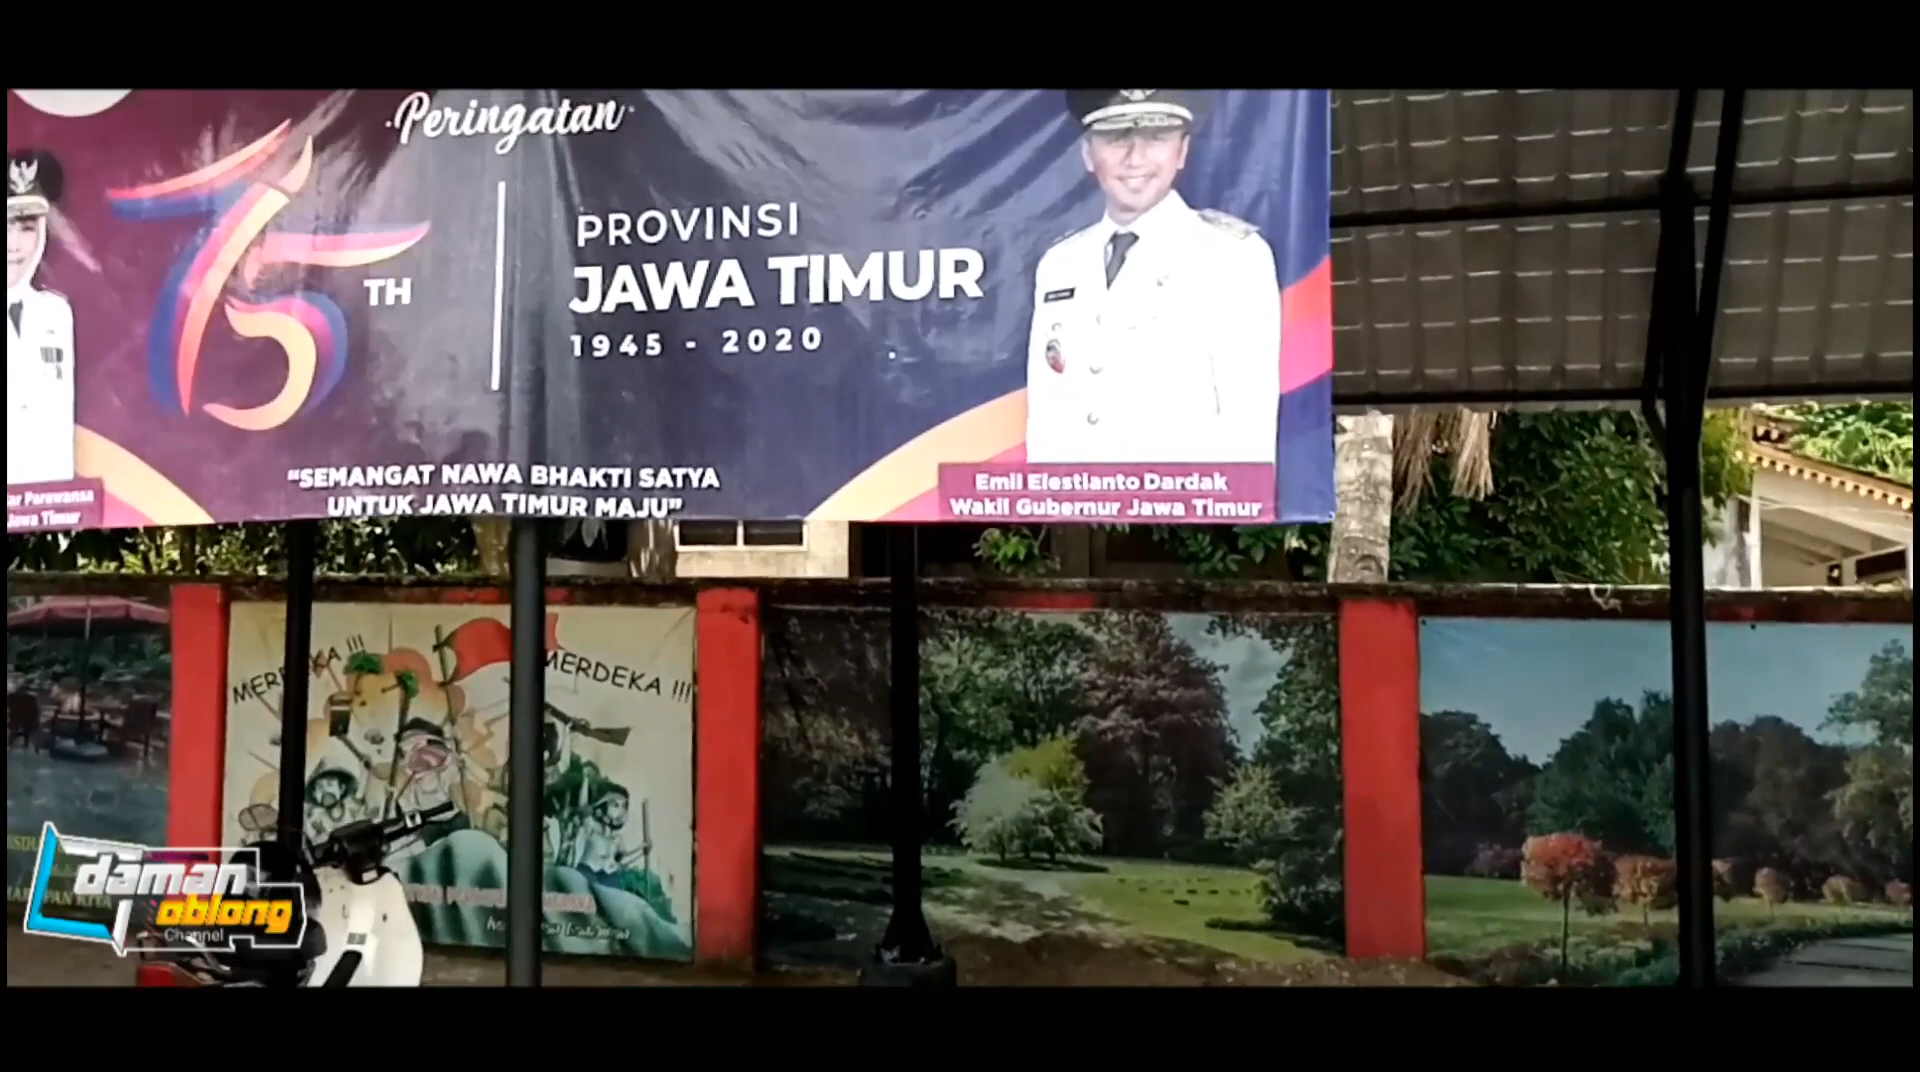 Peringatan
75 TH
PROVINSI
JAWA TIMUR
1945 - 2020
"SEMANGAT NAWA BHAKTI SATYA
UNTUK JAWA TIMUR MAJU"
Parawansa
Jawa Timur
Emil Elestianto Dardak
Wakil Gubernur Jawa Timur
MERDEKA !!!
MERDEKA !!!
daman
oblong
Channel